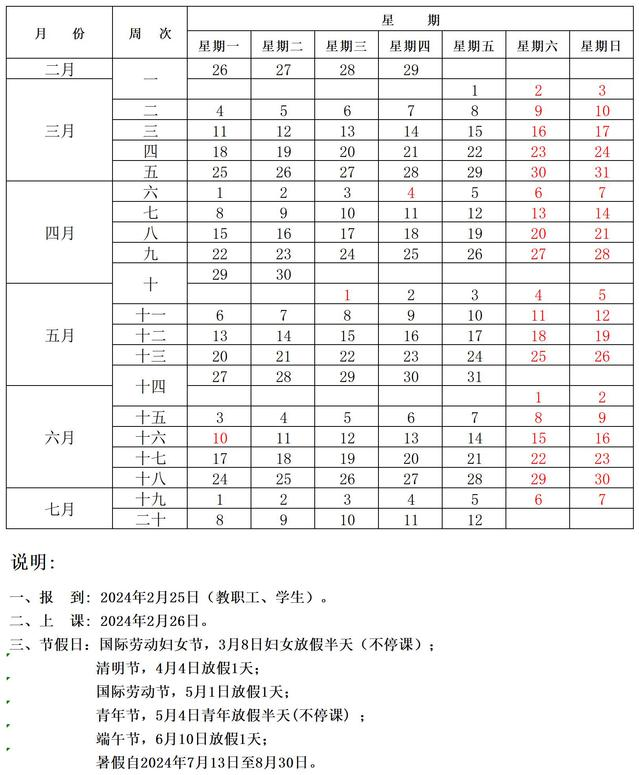 月 份 周 次 星 期
星期一 星期二 星期三 星期四 星期五 星期六 星期日
二月 一 26 27 28 29
三月 1 2 3
二 4 5 6 7 8 9 10
三 11 12 13 14 15 16 17
四 18 19 20 21 22 23 24
五 25 26 27 28 29 30 31
四月 六 1 2 3 4 5 6 7
七 8 9 10 11 12 13 14
八 15 16 17 18 19 20 21
九 22 23 24 25 26 27 28
十 29 30
五月 1 2 3 4 5
十一 6 7 8 9 10 11 12
十二 13 14 15 16 17 18 19
十三 20 21 22 23 24 25 26
十四 27 28 29 30 31
六月 1 2
十五 3 4 5 6 7 8 9
十六 10 11 12 13 14 15 16
十七 17 18 19 20 21 22 23
十八 24 25 26 27 28 29 30
七月 十九 1 2 3 4 5 6 7
二十 8 9 10 11 12
说明:
一、报 到: 2024年2月25日（教职工、学生）。
二、上 课: 2024年2月26日。
三、节假日: 国际劳动妇女节，3月8日妇女放假半天（不停课）;
清明节，4月4日放假1天;
国际劳动节，5月1日放假1天;
青年节，5月4日青年放假半天(不停课）;
端午节，6月10日放假1天;
暑假自2024年7月13日至8月30日。